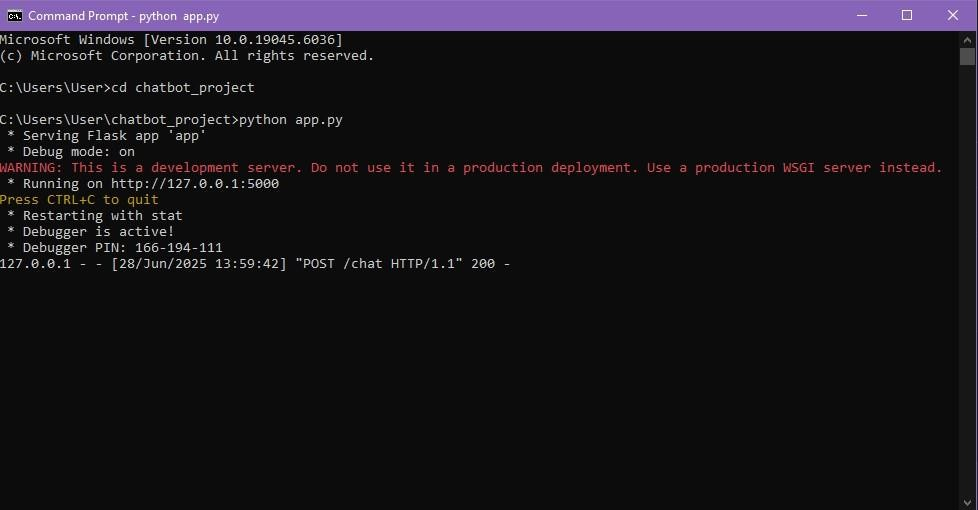 Command Prompt - python  app.py
Microsoft Windows [Version 10.0.19045.6036]
(c) Microsoft Corporation. All rights reserved.
C:\Users\User>cd chatbot_project
C:\Users\User\chatbot_project>python app.py
 * Serving Flask app 'app'
 * Debug mode: on
WARNING: This is a development server. Do not use it in a production deployment. Use a production WSGI server instead.
 * Running on http://127.0.0.1:5000
Press CTRL+C to quit
 * Restarting with stat
 * Debugger is active!
 * Debugger PIN: 166-194-111
127.0.0.1 - - [28/Jun/2025 13:59:42] "POST /chat HTTP/1.1" 200 -